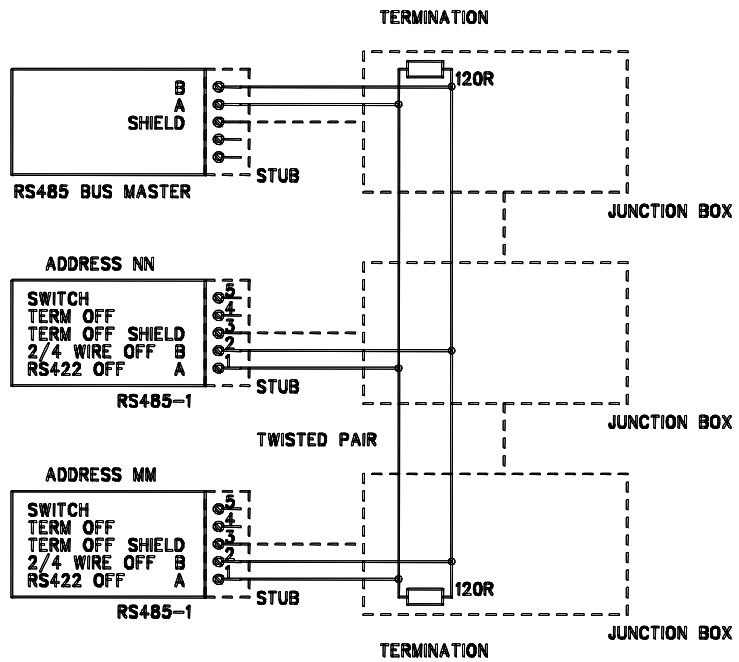 TERMINATION
120R
B
A
SHIELD
STUB
RS485 BUS MASTER
JUNCTION BOX
ADDRESS NN
SWITCH 5
TERM OFF 4
TERM OFF SHIELD 3
2/4 WIRE OFF B 2
RS422 OFF A 1
STUB
RS485-1
JUNCTION BOX
TWISTED PAIR
ADDRESS MM
SWITCH 5
TERM OFF 4
TERM OFF SHIELD 3
2/4 WIRE OFF B 2
RS422 OFF A 1
120R
STUB
RS485-1
JUNCTION BOX
TERMINATION